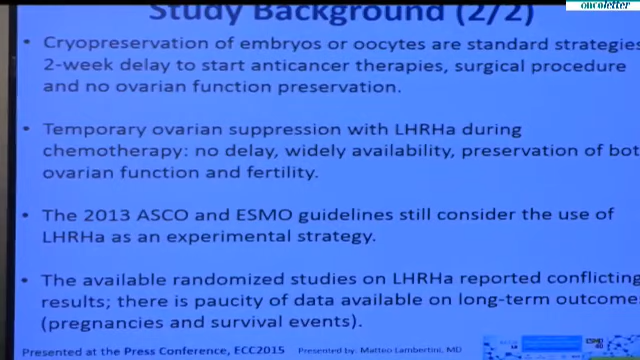 oncoletter
Study Background (2/2)
• Cryopreservation of embryos or oocytes are standard strategies
2-week delay to start anticancer therapies, surgical procedure
and no ovarian function preservation.
• Temporary ovarian suppression with LHRHa during
chemotherapy: no delay, widely availability, preservation of bot
ovarian function and fertility.
• The 2013 ASCO and ESMO guidelines still consider the use of
LHRHa as an experimental strategy.
• The available randomized studies on LHRHa reported conflicting
results; there is paucity of data available on long-term outcome
(pregnancies and survival events).
Presented at the Press Conference, ECC2015 Presented by: Matteo Lambertini, MD